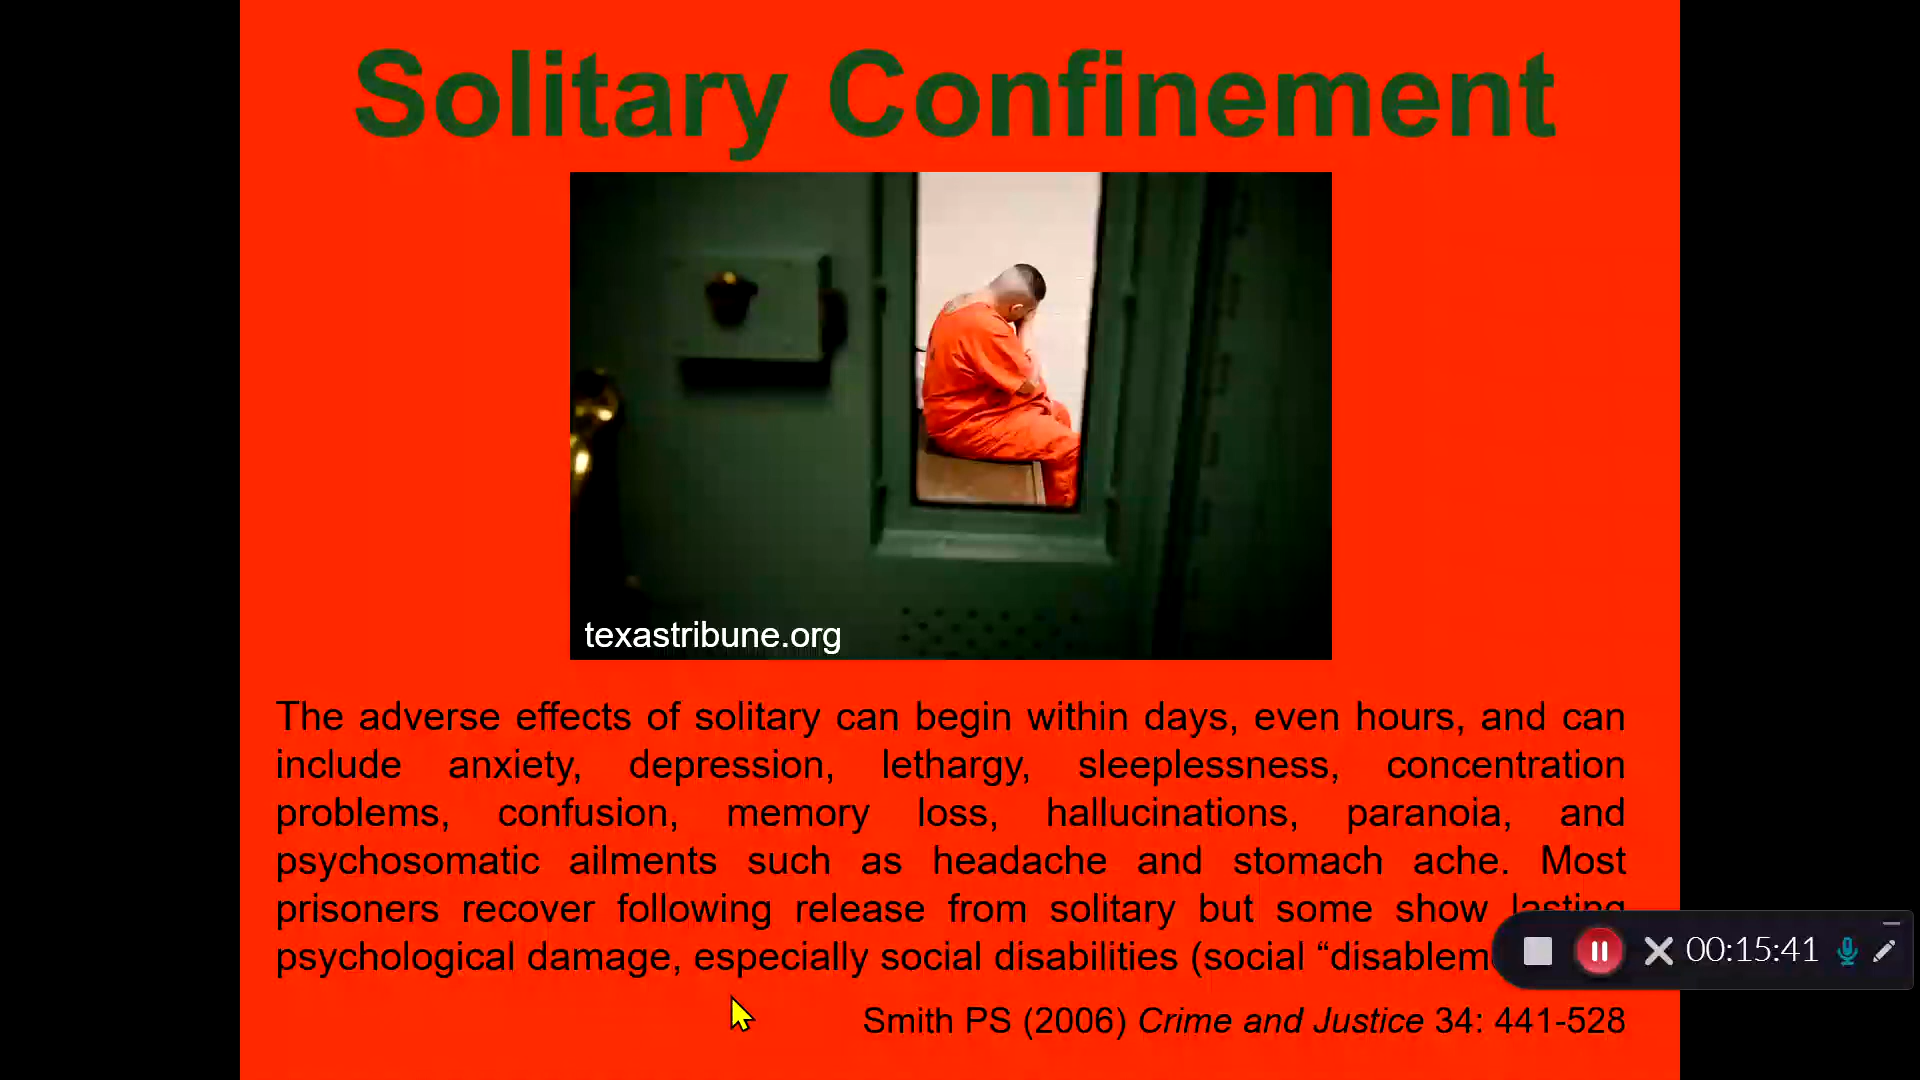 Solitary Confinement
texastribune.org
The adverse effects of solitary can begin within days, even hours, and can
include anxiety, depression, lethargy, sleeplessness, concentration
problems, confusion, memory loss, hallucinations, paranoia, and
psychosomatic ailments such as headache and stomach ache. Most
prisoners recover following release from solitary but some show lasting
psychological damage, especially social disabilities (social “disablem
00:15:41
Smith PS (2006) Crime and Justice 34: 441-528